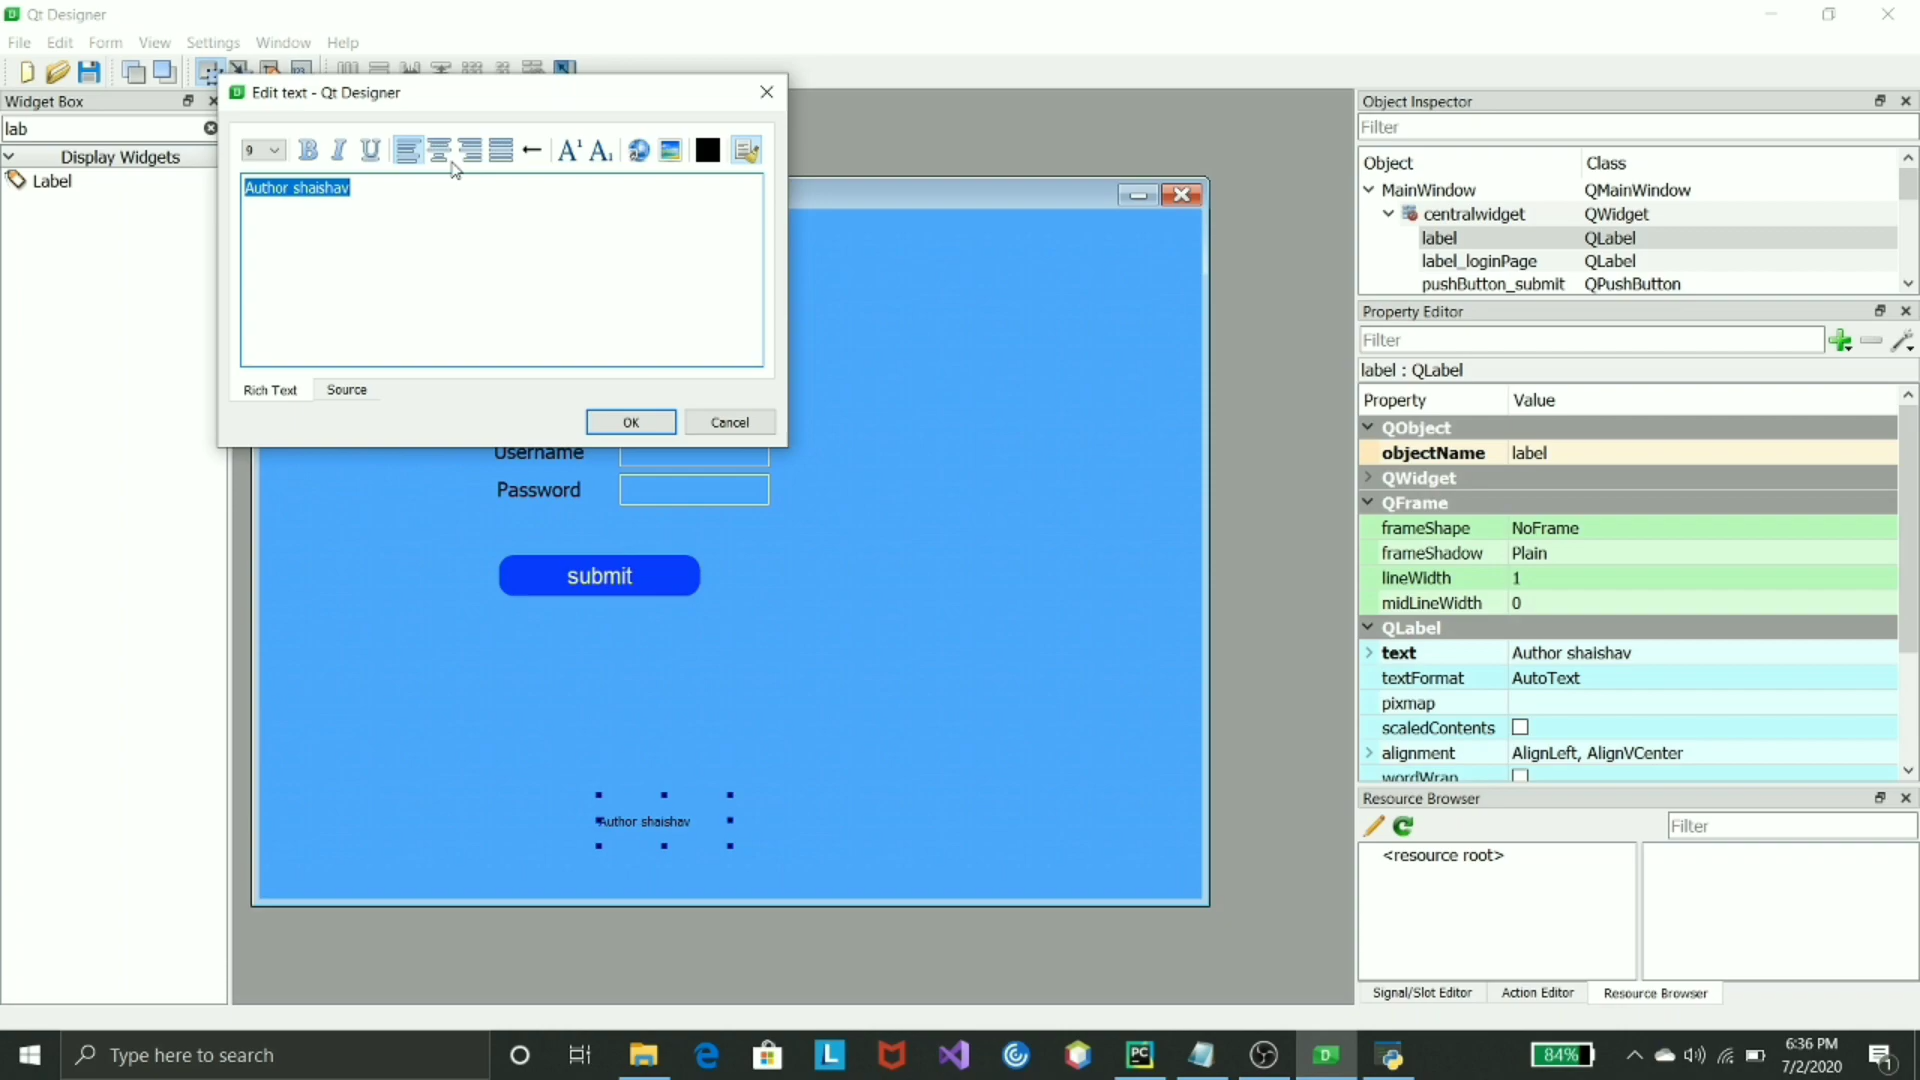 Qt Designer
File Edit Form View Settings Window Help
Widget Box
lab
Display Widgets
Label
Edit text - Qt Designer
9 B I U A¹ A₁
Author shaishav
Rich Text Source
OK Cancel
Username
Password
submit
Author shaishav
Object Inspector
Filter
Object Class
MainWindow QMainWindow
centralwidget QWidget
label QLabel
label_loginPage QLabel
pushButton_submit QPushButton
Property Editor
Filter
label : QLabel
Property Value
QObject
objectName label
QWidget
QFrame
frameShape NoFrame
frameShadow Plain
lineWidth 1
midLineWidth 0
QLabel
text Author shaishav
textFormat AutoText
pixmap
scaledContents
alignment AlignLeft, AlignVCenter
wordWrap
Resource Browser
Filter
<resource root>
Signal/Slot Editor Action Editor Resource Browser
Type here to search
L
PC
D
84%
6:36 PM
7/2/2020
1